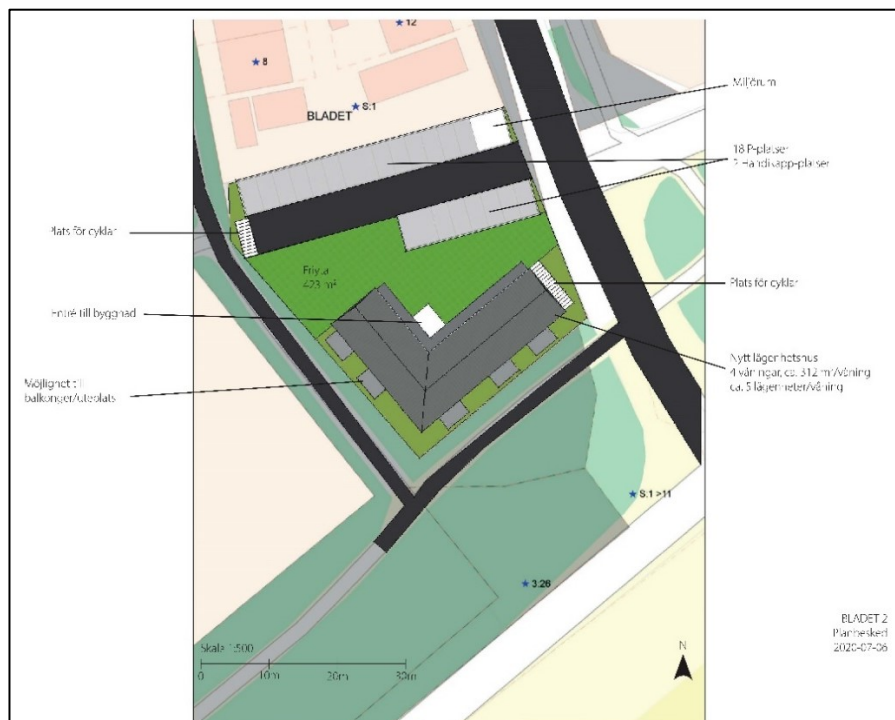 12
8
S:1
BLADET
Miljörum
18 P-platser
2 Handikapp-platser
Plats för cyklar
Friyta
423 m²
Plats för cyklar
Entré till byggnad
Nytt lägenhetshus
4 våningar, ca. 312 m²/våning
ca. 5 lägenheter/våning
Möjlighet till
balkonger/uteplats
S:1 >11
3.26
BLADET 2
Planbesked
2020-07-06
Skala 1:500
N
0 10m 20m 30m